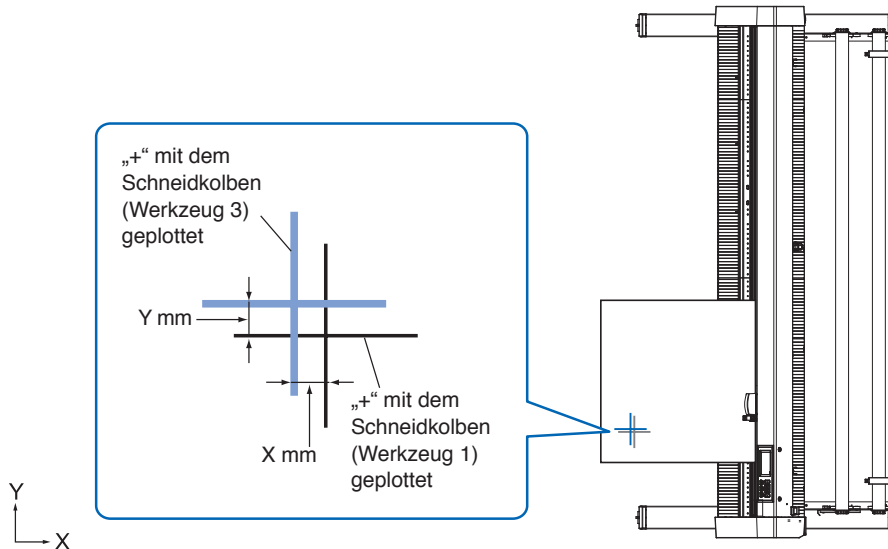 „+“ mit dem
Schneidkolben
(Werkzeug 3)
geplottet
Y mm
X mm
„+“ mit dem
Schneidkolben
(Werkzeug 1)
geplottet
Y
X